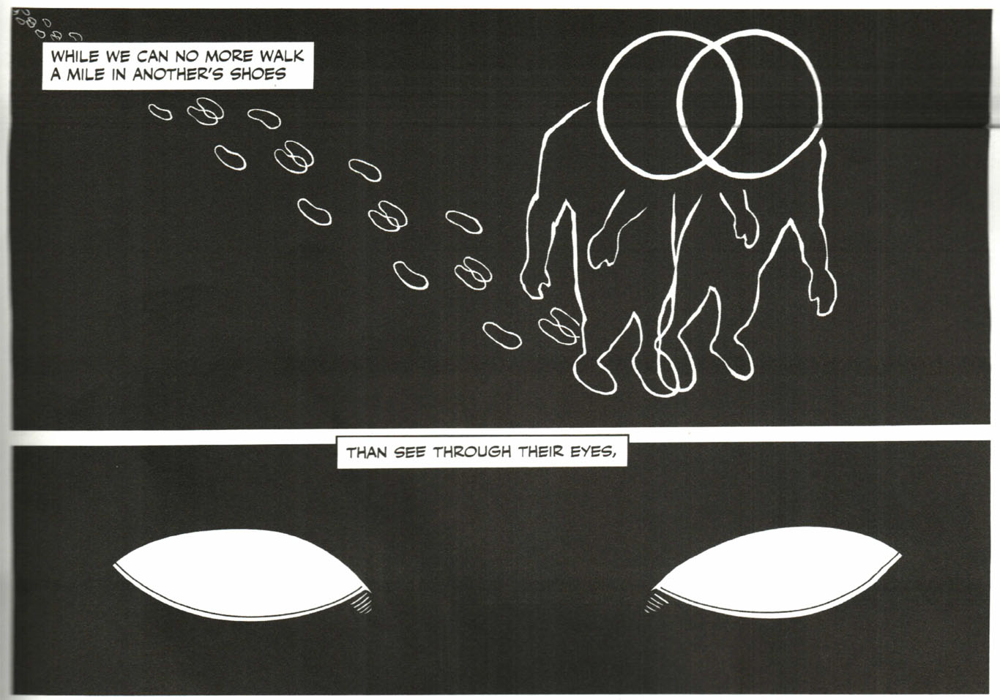 WHILE WE CAN NO MORE WALK
A MILE IN ANOTHER'S SHOES
THAN SEE THROUGH THEIR EYES,